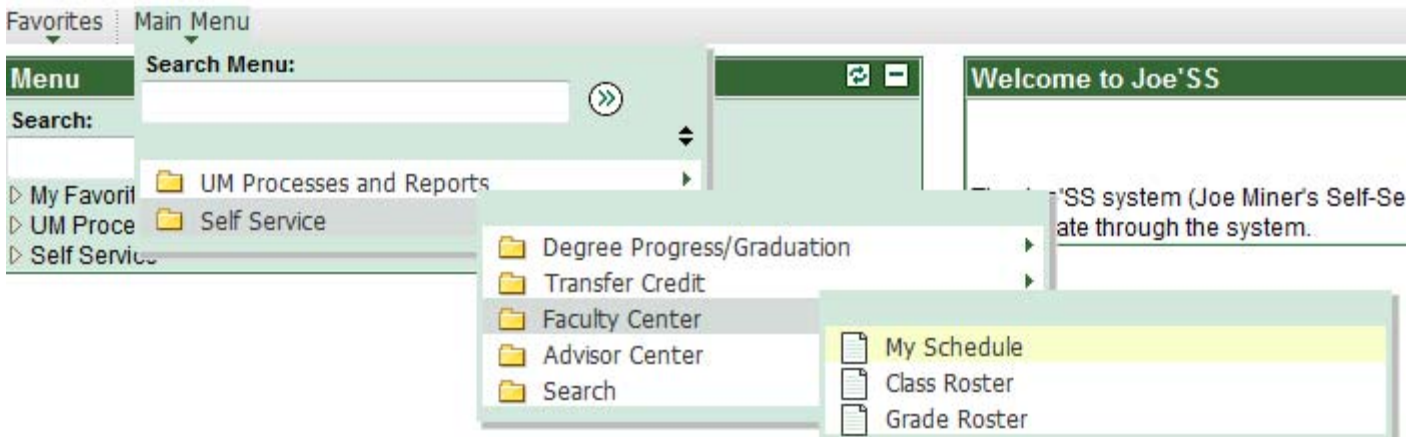 Favorites Main Menu
Menu
Search:
My Favorit
UM Proce
Self Service
Search Menu:
UM Processes and Reports
Self Service
Degree Progress/Graduation
Transfer Credit
Faculty Center
Advisor Center
Search
My Schedule
Class Roster
Grade Roster
Welcome to Joe'SS
'SS system (Joe Miner's Self-Se
ate through the system.